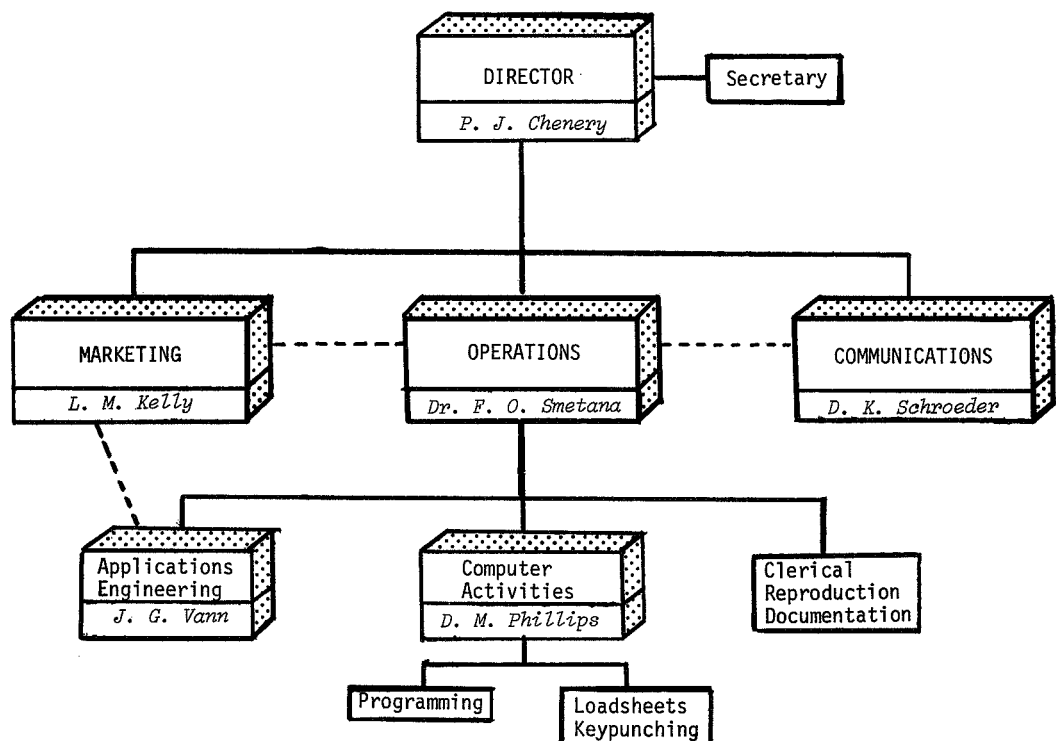 DIRECTOR
P. J. Chenery
Secretary
MARKETING
L. M. Kelly
OPERATIONS
Dr. F. O. Smetana
COMMUNICATIONS
D. K. Schroeder
Applications
Engineering
J. G. Vann
Computer
Activities
D. M. Phillips
Clerical
Reproduction
Documentation
Programming
Loadsheets
Keypunching